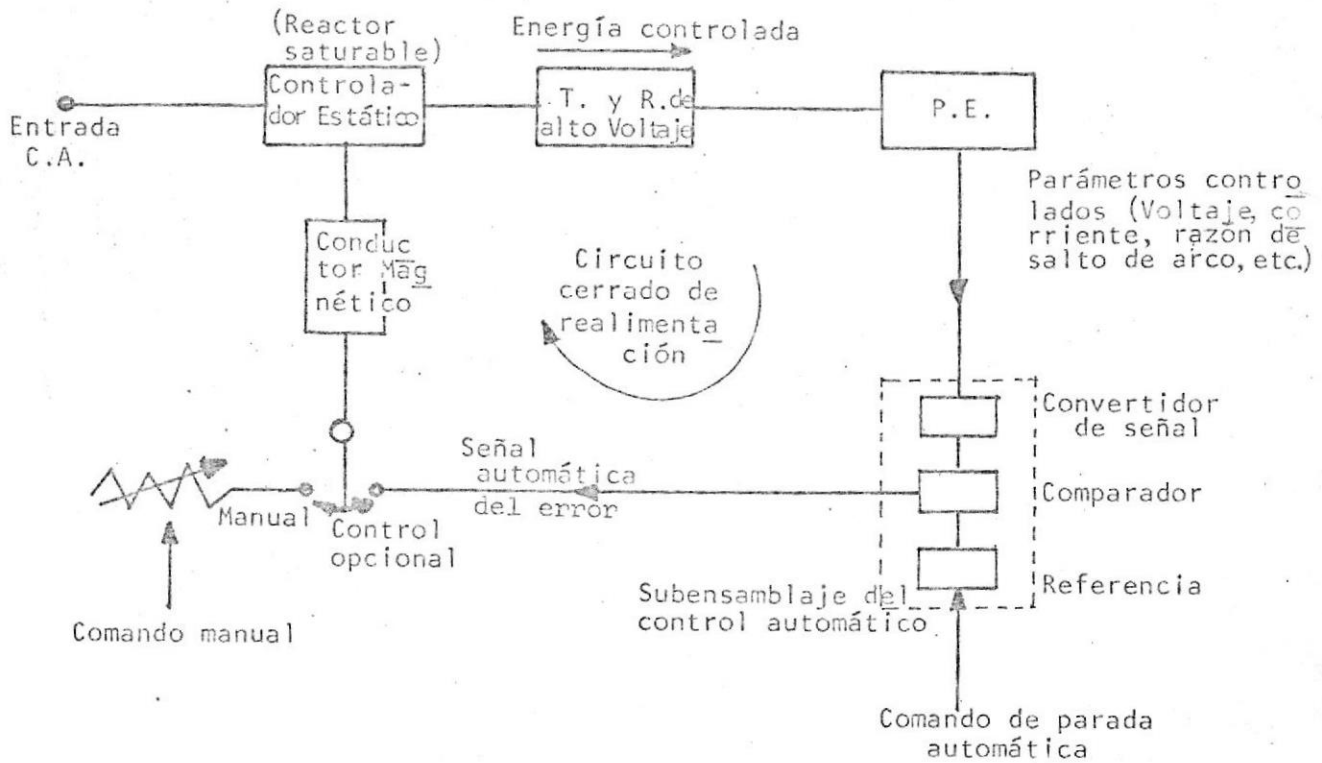 (Reactor
saturable)
Controla-
dor Estático
Energía controlada
T. y R. de
alto Voltaje
P.E.
Entrada
C.A.
Parámetros contro
lados (Voltaje, co
rriente, razón de
salto de arco, etc.)
Conduc
tor Mag
nético
Circuito
cerrado de
realimenta
ción
Convertidor
de señal
Señal
automática
del error
Comparador
Manual
Control
opcional
Referencia
Subensamblaje del
control automático
Comando manual
Comando de parada
automática